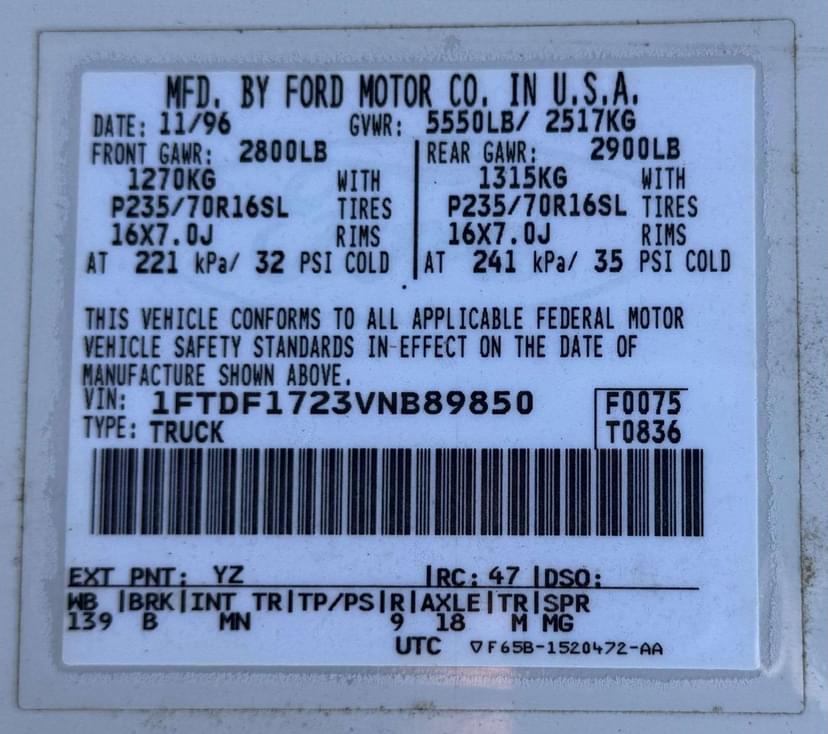 MFD. BY FORD MOTOR CO. IN U.S.A.
DATE: 11/96 GVWR: 5550LB/ 2517KG
FRONT GAWR: 2800LB REAR GAWR: 2900LB
1270KG WITH 1315KG WITH
P235/70R16SL TIRES P235/70R16SL TIRES
16X7.0J RIMS 16X7.0J RIMS
AT 221 kPa/ 32 PSI COLD AT 241 kPa/ 35 PSI COLD
THIS VEHICLE CONFORMS TO ALL APPLICABLE FEDERAL MOTOR
VEHICLE SAFETY STANDARDS IN EFFECT ON THE DATE OF
MANUFACTURE SHOWN ABOVE.
VIN: 1FTDF1723VNB89850 F0075
TYPE: TRUCK T0836
EXT PNT: YZ |RC: 47 |DSO:
WB |BRK|INT TR|TP/PS|R|AXLE|TR|SPR
139 B MN 9 18 M MG
UTC ▽F65B-1520472-AA